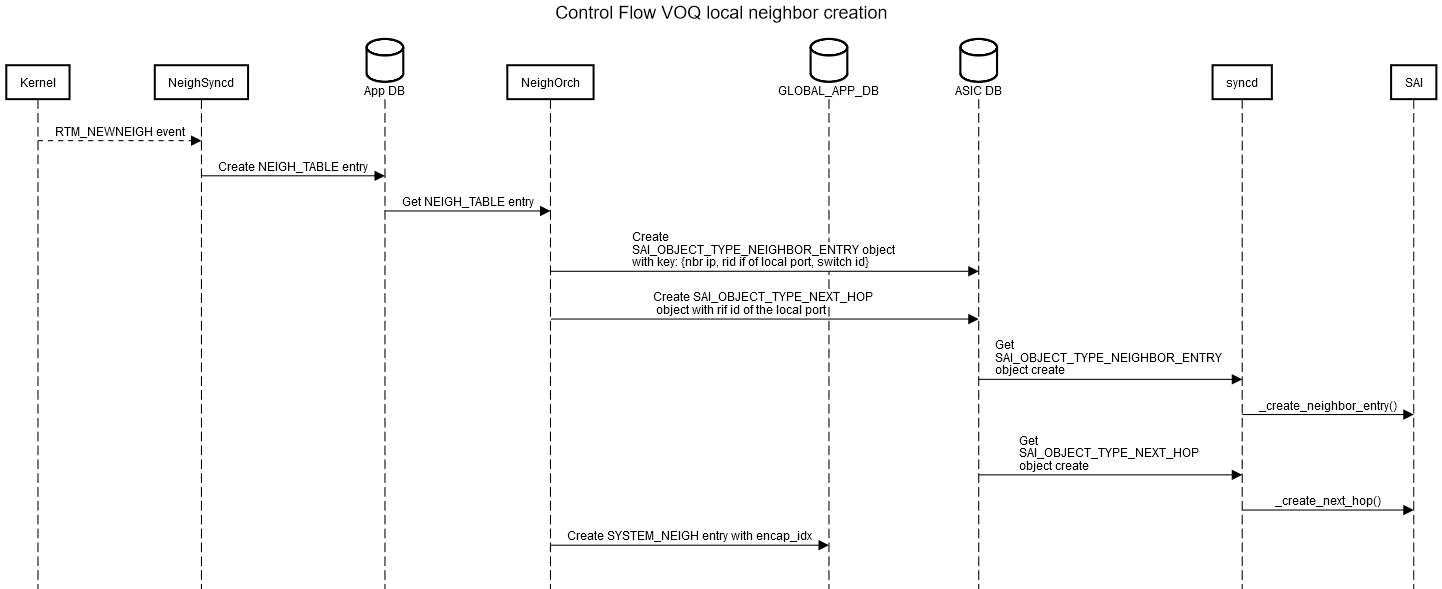 Control Flow VOQ local neighbor creation
Kernel
NeighSyncd
App DB
NeighOrch
GLOBAL_APP_DB
ASIC DB
syncd
SAI
RTM_NEWNEIGH event
Create NEIGH_TABLE entry
Get NEIGH_TABLE entry
Create
SAI_OBJECT_TYPE_NEIGHBOR_ENTRY object
with key: {nbr ip, rid if of local port, switch id}
Create SAI_OBJECT_TYPE_NEXT_HOP
object with rif id of the local port
Get
SAI_OBJECT_TYPE_NEIGHBOR_ENTRY
object create
_create_neighbor_entry()
Get
SAI_OBJECT_TYPE_NEXT_HOP
object create
_create_next_hop()
Create SYSTEM_NEIGH entry with encap_idx